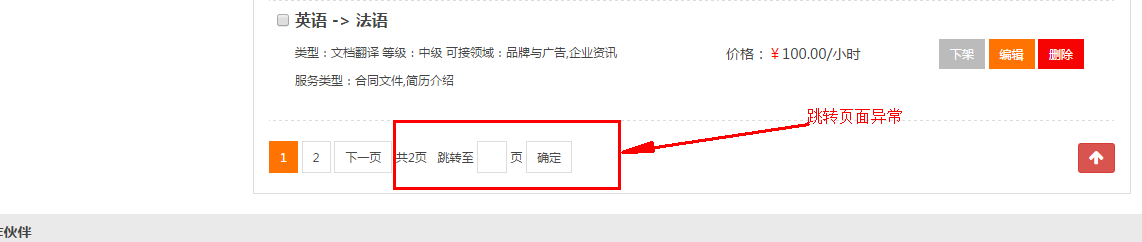 英语 -> 法语
类型：文档翻译 等级：中级 可接领域：品牌与广告,企业资讯
价格：￥100.00/小时
下架 编辑 删除
服务类型：合同文件,简历介绍
跳转页面异常
1 2 下一页 共2页 跳转至 页 确定
作伙伴